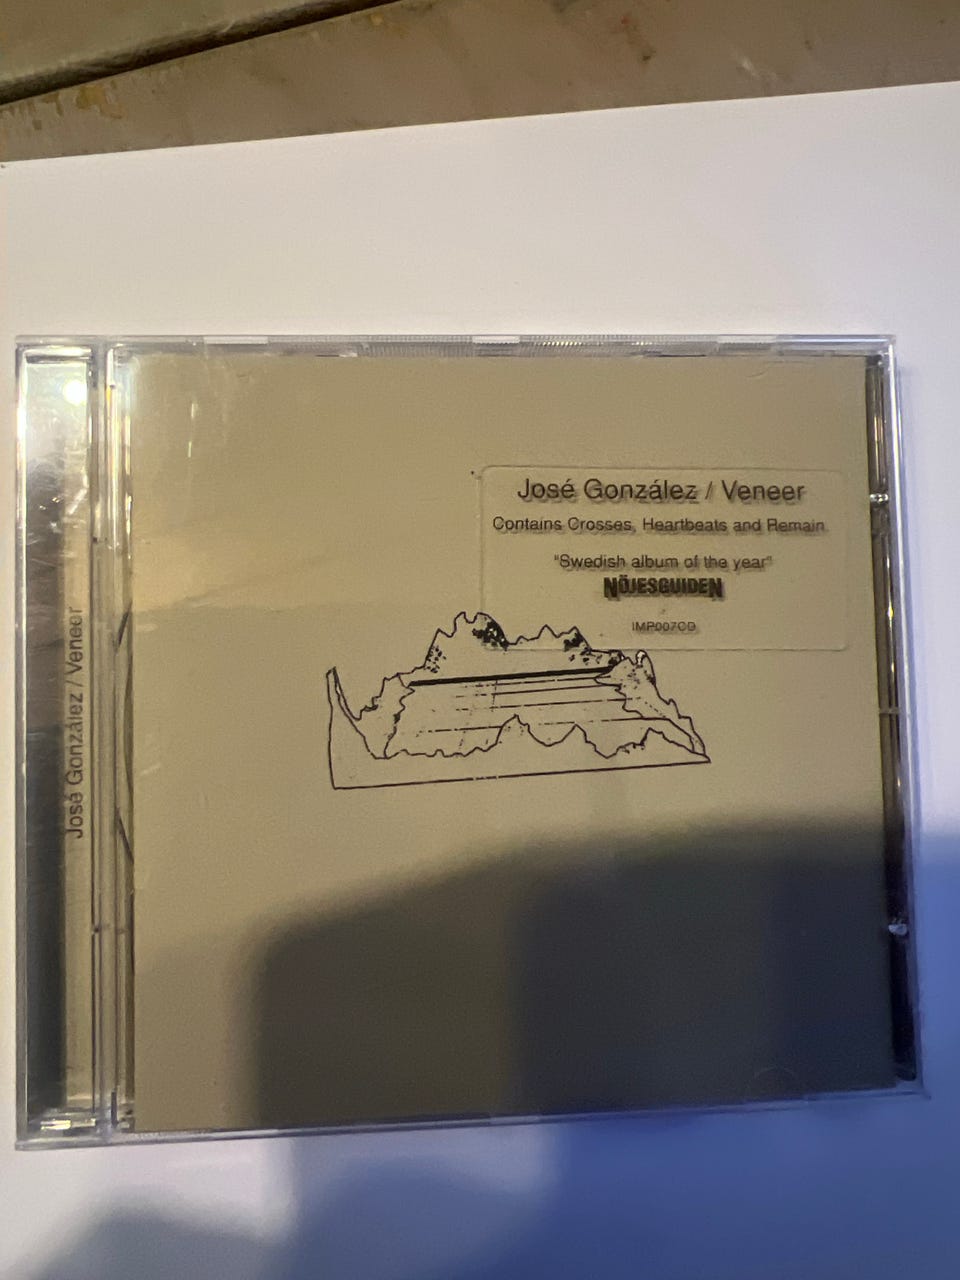 José González / Veneer
José González / Veneer
Contains Crosses, Heartbeats and Remain
"Swedish album of the year"
NÖJESGUIDEN
IMP007CD